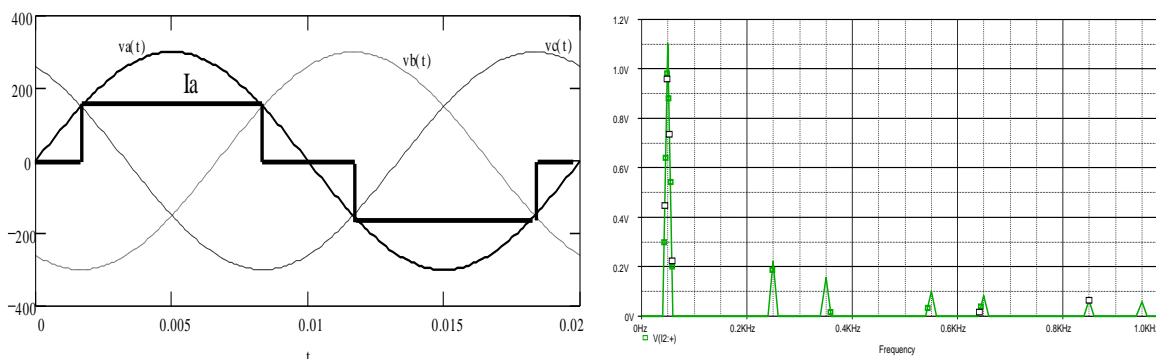 400
200
0
−200
−400
va(t)
vb(t)
vc(t)
Ia
0
0.005
0.01
0.015
0.02
t
1.2V
1.0V
0.8V
0.6V
0.4V
0.2V
0V
0Hz
0.2KHz
0.4KHz
0.6KHz
0.8KHz
1.0KHz
V(I2:+)
Frequency